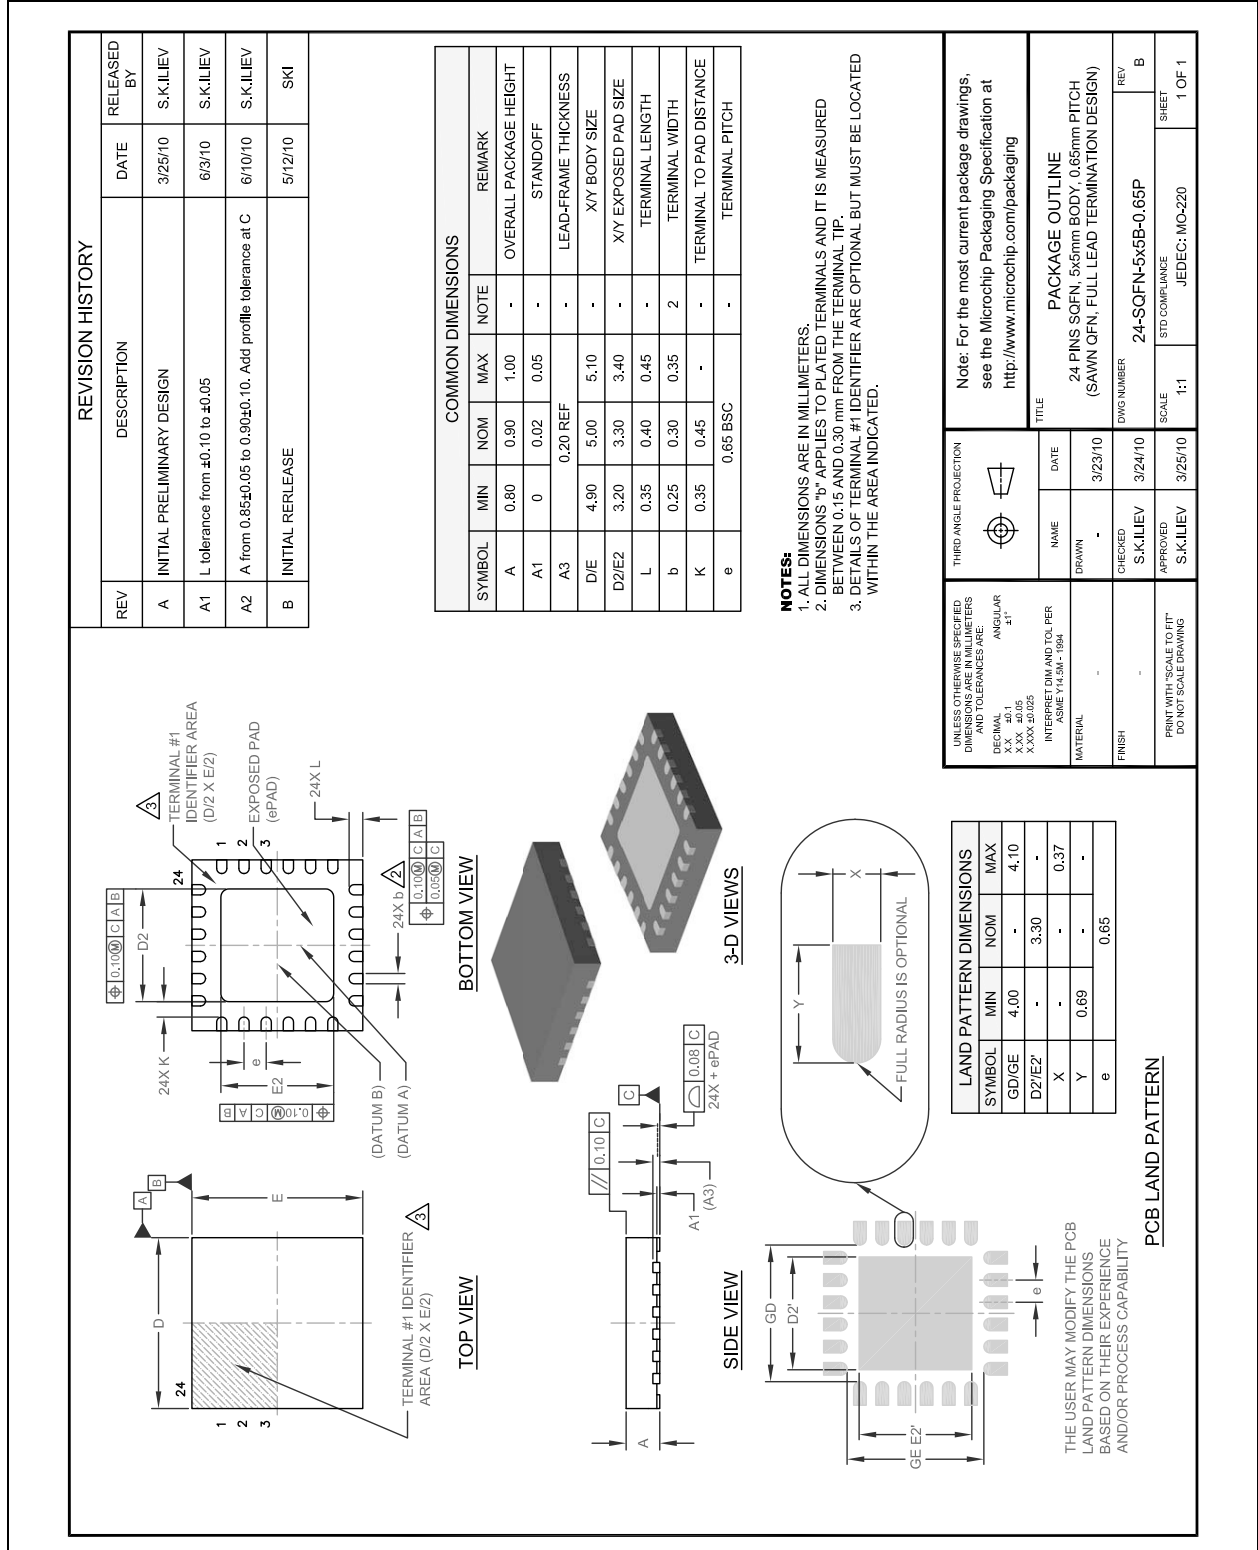 REVISION HISTORY
REV DESCRIPTION DATE RELEASED BY
A INITIAL PRELIMINARY DESIGN 3/25/10 S.K.ILIEV
A1 L tolerance from ±0.10 to ±0.05 6/3/10 S.K.ILIEV
A2 A from 0.85±0.05 to 0.90±0.10. Add profile tolerance at C 6/10/10 S.K.ILIEV
B INITIAL RERLEASE 5/12/10 SKI
D
E
A
B
24
1
2
3
TERMINAL #1 IDENTIFIER
AREA (D/2 X E/2)
3
TOP VIEW
0.10 M C A B
D2
24X K
e
E2
0.10 M C A B
(DATUM B)
(DATUM A)
24
1
2
3
3
TERMINAL #1
IDENTIFIER AREA
(D/2 X E/2)
EXPOSED PAD
(ePAD)
24X L
24X b
2
0.10 M C A B
0.05 M C
BOTTOM VIEW
COMMON DIMENSIONS
SYMBOL MIN NOM MAX NOTE REMARK
A 0.80 0.90 1.00 - OVERALL PACKAGE HEIGHT
A1 0 0.02 0.05 - STANDOFF
A3 0.20 REF - LEAD-FRAME THICKNESS
D/E 4.90 5.00 5.10 - X/Y BODY SIZE
D2/E2 3.20 3.30 3.40 - X/Y EXPOSED PAD SIZE
L 0.35 0.40 0.45 - TERMINAL LENGTH
b 0.25 0.30 0.35 2 TERMINAL WIDTH
K 0.35 0.45 - - TERMINAL TO PAD DISTANCE
e 0.65 BSC - TERMINAL PITCH
A
// 0.10 C
A1
(A3)
C
0.08 C
24X + ePAD
SIDE VIEW
3-D VIEWS
NOTES:
1. ALL DIMENSIONS ARE IN MILLIMETERS.
2. DIMENSIONS "b" APPLIES TO PLATED TERMINALS AND IT IS MEASURED
BETWEEN 0.15 AND 0.30 mm FROM THE TERMINAL TIP.
3. DETAILS OF TERMINAL #1 IDENTIFIER ARE OPTIONAL BUT MUST BE LOCATED
WITHIN THE AREA INDICATED.
GD
D2'
GE E2'
e
Y
X
FULL RADIUS IS OPTIONAL
THE USER MAY MODIFY THE PCB
LAND PATTERN DIMENSIONS
BASED ON THEIR EXPERIENCE
AND/OR PROCESS CAPABILITY
LAND PATTERN DIMENSIONS
SYMBOL MIN NOM MAX
GD/GE 4.00 - 4.10
D2'/E2' - 3.30 -
X - - 0.37
Y 0.69 - -
e 0.65
PCB LAND PATTERN
UNLESS OTHERWISE SPECIFIED
DIMENSIONS ARE IN MILLIMETERS
AND TOLERANCES ARE:
DECIMAL ANGULAR
X.X ±0.1 ±1°
X.XX ±0.05
X.XXX ±0.025
INTERPRET DIM AND TOL PER
ASME Y14.5M - 1994
MATERIAL
-
FINISH
-
PRINT WITH "SCALE TO FIT"
DO NOT SCALE DRAWING
THIRD ANGLE PROJECTION
NAME DATE
DRAWN
- 3/23/10
CHECKED
S.K.ILIEV 3/24/10
APPROVED
S.K.ILIEV 3/25/10
Note: For the most current package drawings,
see the Microchip Packaging Specification at
http://www.microchip.com/packaging
TITLE
PACKAGE OUTLINE
24 PINS SQFN, 5x5mm BODY, 0.65mm PITCH
(SAWN QFN, FULL LEAD TERMINATION DESIGN)
DWG NUMBER
24-SQFN-5x5B-0.65P
REV
B
SCALE
1:1
STD COMPLIANCE
JEDEC: MO-220
SHEET
1 OF 1